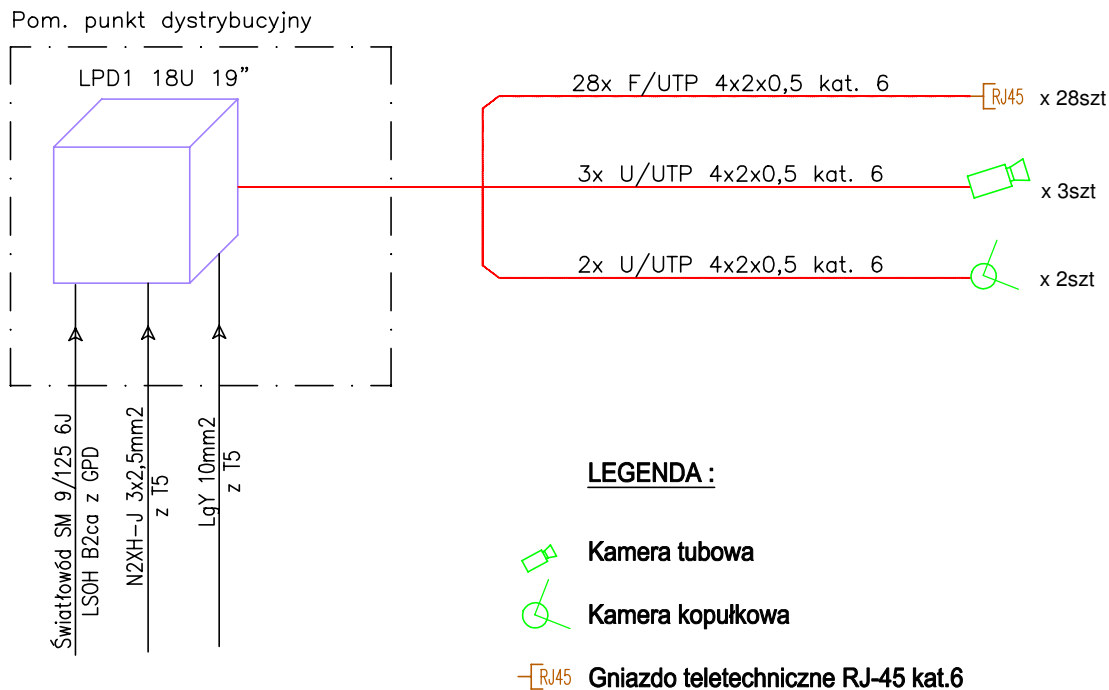 Pom. punkt dystrybucyjny
LPD1 18U 19”
28x F/UTP 4x2x0,5 kat. 6
RJ45
x 28szt
3x U/UTP 4x2x0,5 kat. 6
x 3szt
2x U/UTP 4x2x0,5 kat. 6
x 2szt
Światłowód SM 9/125 6J
LSOH B2ca z GPD
N2XH-J 3x2,5mm2
z T5
LgY 10mm2
z T5
LEGENDA :
Kamera tubowa
Kamera kopułkowa
RJ45 Gniazdo teletechniczne RJ-45 kat.6